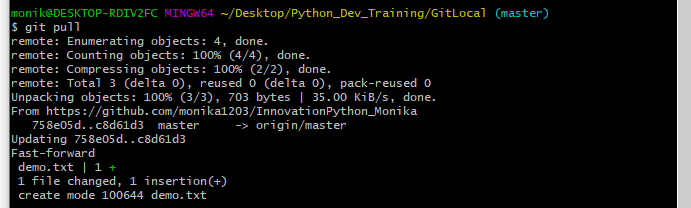 monik@DESKTOP-RDIV2FC MINGW64 ~/Desktop/Python_Dev_Training/GitLocal (master)
$ git pull
remote: Enumerating objects: 4, done.
remote: Counting objects: 100% (4/4), done.
remote: Compressing objects: 100% (2/2), done.
remote: Total 3 (delta 0), reused 0 (delta 0), pack-reused 0
Unpacking objects: 100% (3/3), 703 bytes | 35.00 KiB/s, done.
From https://github.com/monika1203/InnovationPython_Monika
   758e05d..c8d61d3  master     -> origin/master
Updating 758e05d..c8d61d3
Fast-forward
 demo.txt | 1 +
 1 file changed, 1 insertion(+)
 create mode 100644 demo.txt